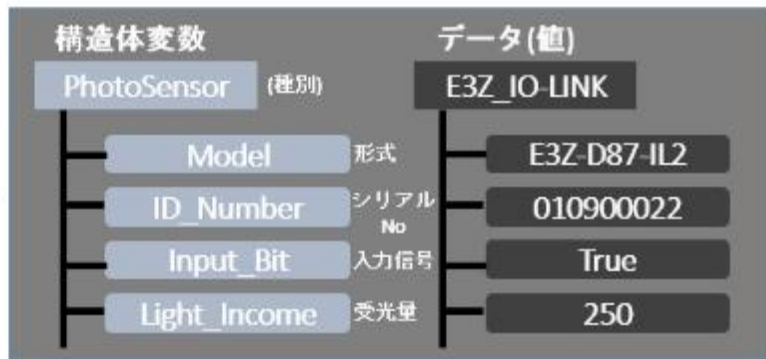 構造体変数 データ(値)
PhotoSensor (種別) E3Z_IO-LINK
Model 形式 E3Z-D87-IL2
ID_Number シリアル No 010900022
Input_Bit 入力信号 True
Light_Income 受光量 250